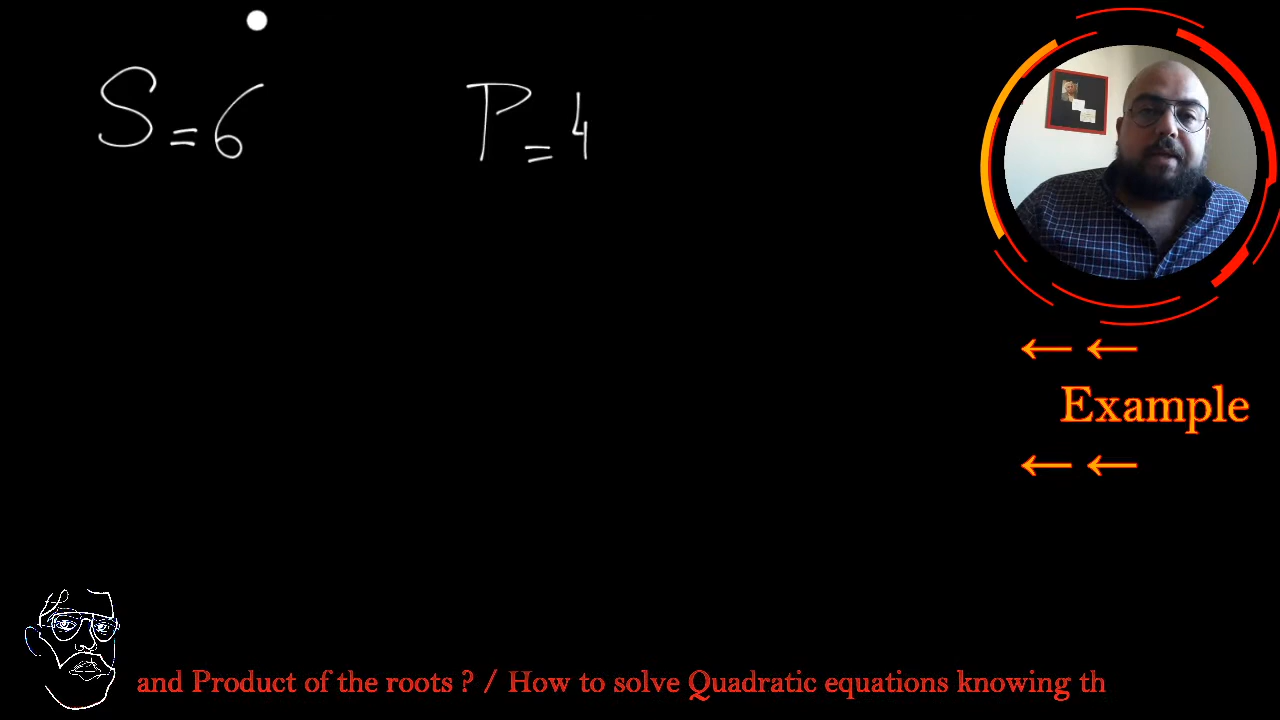 S = 6 P = 4
← ←
Example
← ←
and Product of the roots ? / How to solve Quadratic equations knowing th